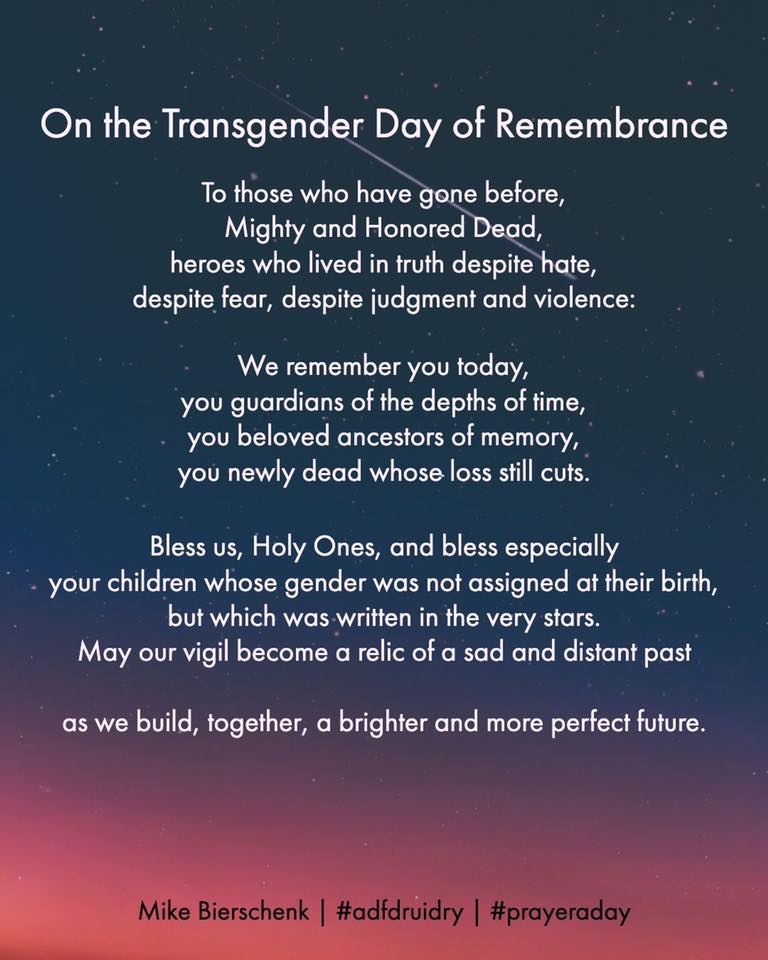 On the Transgender Day of Remembrance
To those who have gone before,
Mighty and Honored Dead,
heroes who lived in truth despite hate,
despite fear, despite judgment and violence:
We remember you today,
you guardians of the depths of time,
you beloved ancestors of memory,
you newly dead whose loss still cuts.
Bless us, Holy Ones, and bless especially
your children whose gender was not assigned at their birth,
but which was written in the very stars.
May our vigil become a relic of a sad and distant past
as we build, together, a brighter and more perfect future.
Mike Bierschenk | #adfdruidry | #prayeraday